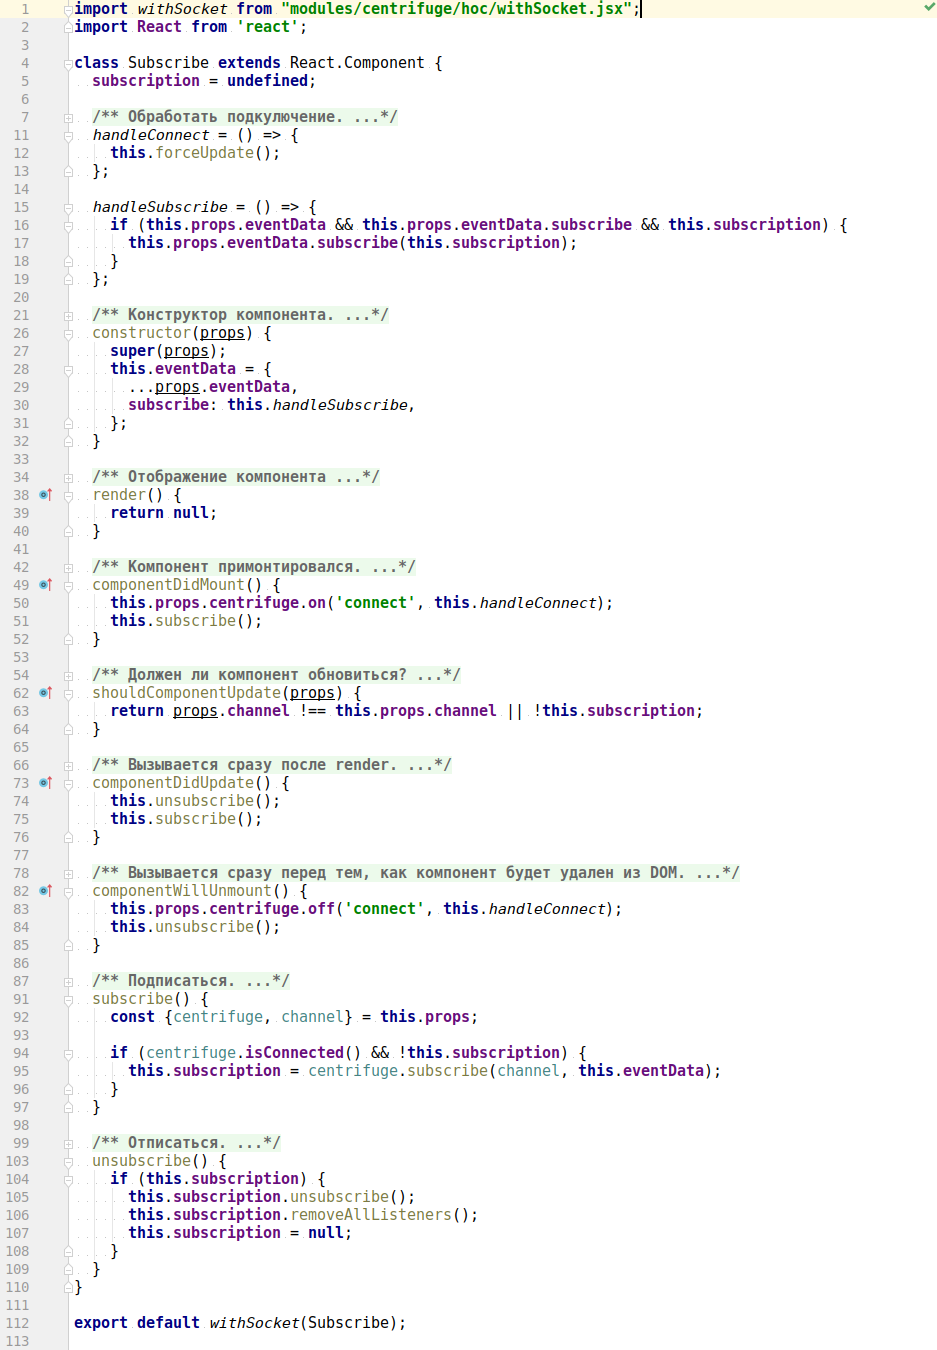 1 import withSocket from "modules/centrifuge/hoc/withSocket.jsx";
2 import React from 'react';
3
4 class Subscribe extends React.Component {
5 subscription = undefined;
6
7 /** Обработать подкулючение. ...*/
11 handleConnect = () => {
12 this.forceUpdate();
13 };
14
15 handleSubscribe = () => {
16 if (this.props.eventData && this.props.eventData.subscribe && this.subscription) {
17 this.props.eventData.subscribe(this.subscription);
18 }
19 };
20
21 /** Конструктор компонента. ...*/
26 constructor(props) {
27 super(props);
28 this.eventData = {
29 ...props.eventData,
30 subscribe: this.handleSubscribe,
31 };
32 }
33
34 /** Отображение компонента ...*/
38 render() {
39 return null;
40 }
41
42 /** Компонент примонтировался. ...*/
49 componentDidMount() {
50 this.props.centrifuge.on('connect', this.handleConnect);
51 this.subscribe();
52 }
53
54 /** Должен ли компонент обновиться? ...*/
62 shouldComponentUpdate(props) {
63 return props.channel !== this.props.channel || !this.subscription;
64 }
65
66 /** Вызывается сразу после render. ...*/
73 componentDidUpdate() {
74 this.unsubscribe();
75 this.subscribe();
76 }
77
78 /** Вызывается сразу перед тем, как компонент будет удален из DOM. ...*/
82 componentWillUnmount() {
83 this.props.centrifuge.off('connect', this.handleConnect);
84 this.unsubscribe();
85 }
86
87 /** Подписаться. ...*/
91 subscribe() {
92 const {centrifuge, channel} = this.props;
93
94 if (centrifuge.isConnected() && !this.subscription) {
95 this.subscription = centrifuge.subscribe(channel, this.eventData);
96 }
97 }
98
99 /** Отписаться. ...*/
103 unsubscribe() {
104 if (this.subscription) {
105 this.subscription.unsubscribe();
106 this.subscription.removeAllListeners();
107 this.subscription = null;
108 }
109 }
110 }
111
112 export default withSocket(Subscribe);
113